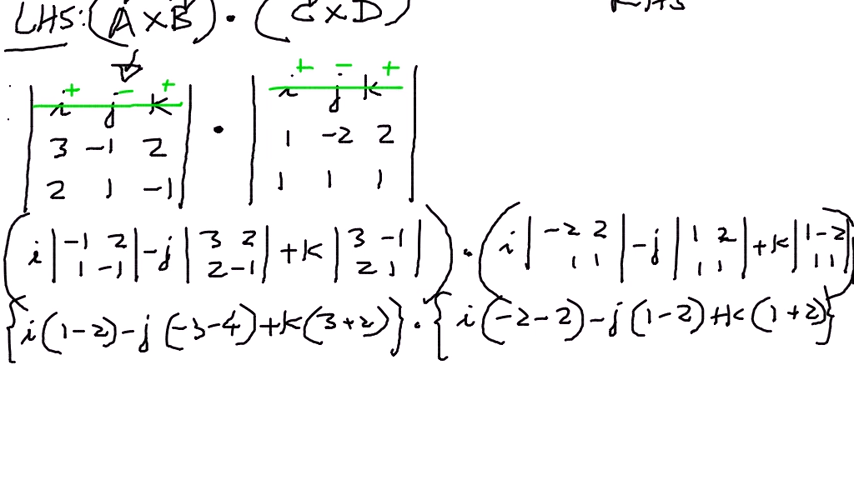 LHS: (A × B) · (C × D) RHS
| i⁺ j⁻ k⁺ | · | i⁺ j⁻ k⁺ |
| 3 -1 2 | | 1 -2 2 |
| 2 1 -1 | | 1 1 1 |
( i | -1 2 | - j | 3 2 | + k | 3 -1 | ) · ( i | -2 2 | - j | 1 2 | + k | 1 -2 | )
| 1 -1 | | 2 -1 | | 2 1 | | 1 1 | | 1 1 | | 1 1 |
{ i (1-2) - j (-3-4) + k (3+2) } · { i (-2-2) - j (1-2) + k (1+2) }